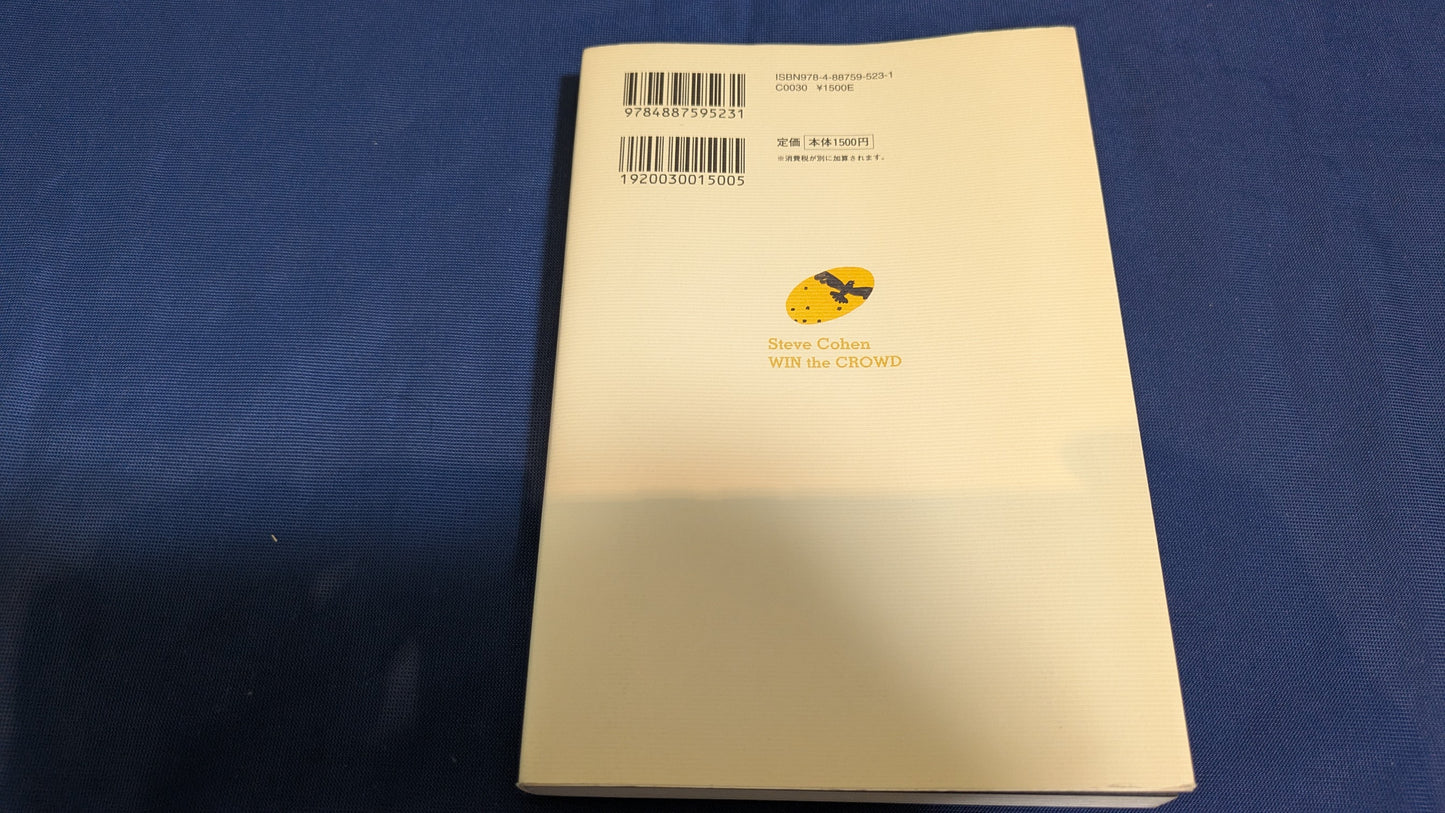 ISBN978-4-88759-523-1
C0030 ¥1500E
9784887595231
定価 本体1500円
※消費税が別に加算されます。
1920030015005
Steve Cohen
WIN the CROWD